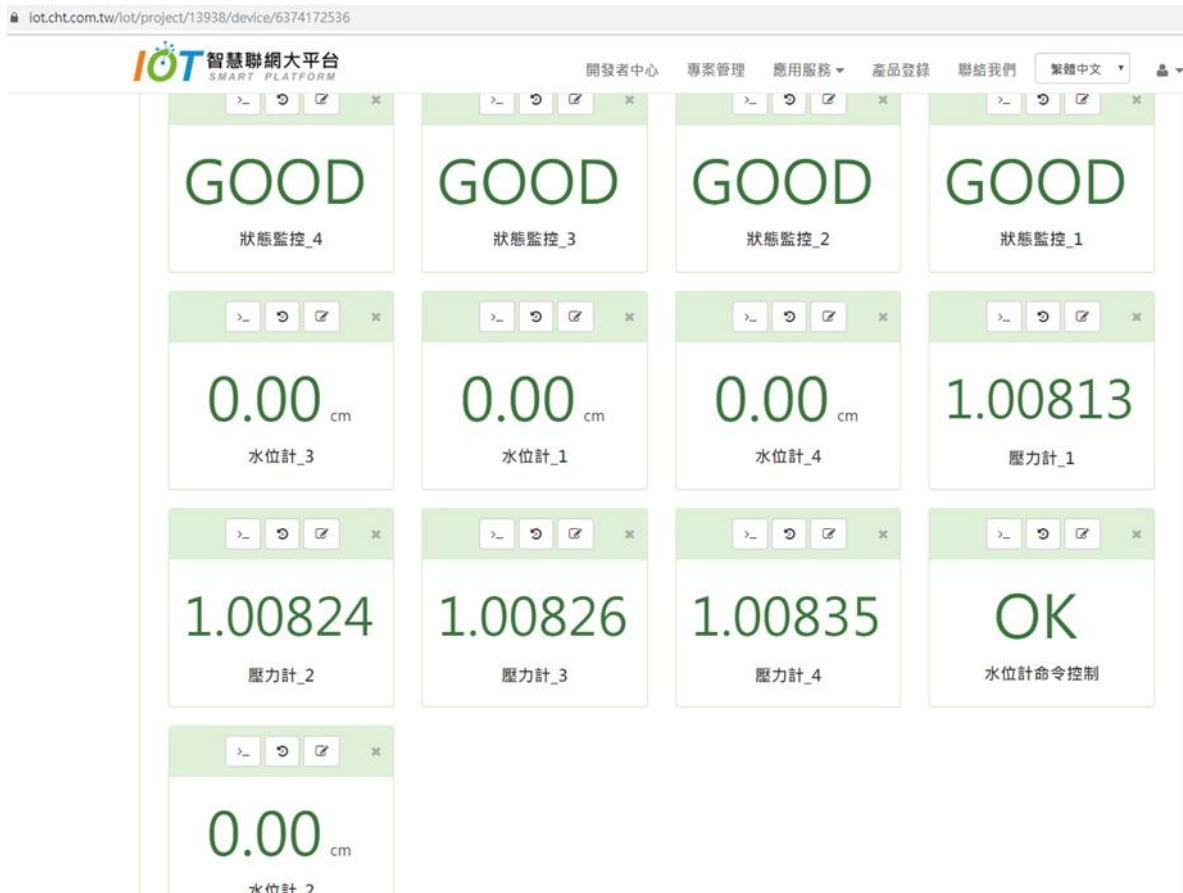 iot.cht.com.tw/iot/project/13938/device/6374172536
IOT 智慧聯網大平台
SMART PLATFORM
開發者中心 專案管理 應用服務 產品登錄 聯絡我們 繁體中文
GOOD GOOD GOOD GOOD
狀態監控_4 狀態監控_3 狀態監控_2 狀態監控_1
0.00 cm 0.00 cm 0.00 cm 1.00813
水位計_3 水位計_1 水位計_4 壓力計_1
1.00824 1.00826 1.00835 OK
壓力計_2 壓力計_3 壓力計_4 水位計命令控制
0.00 cm
水位計_2